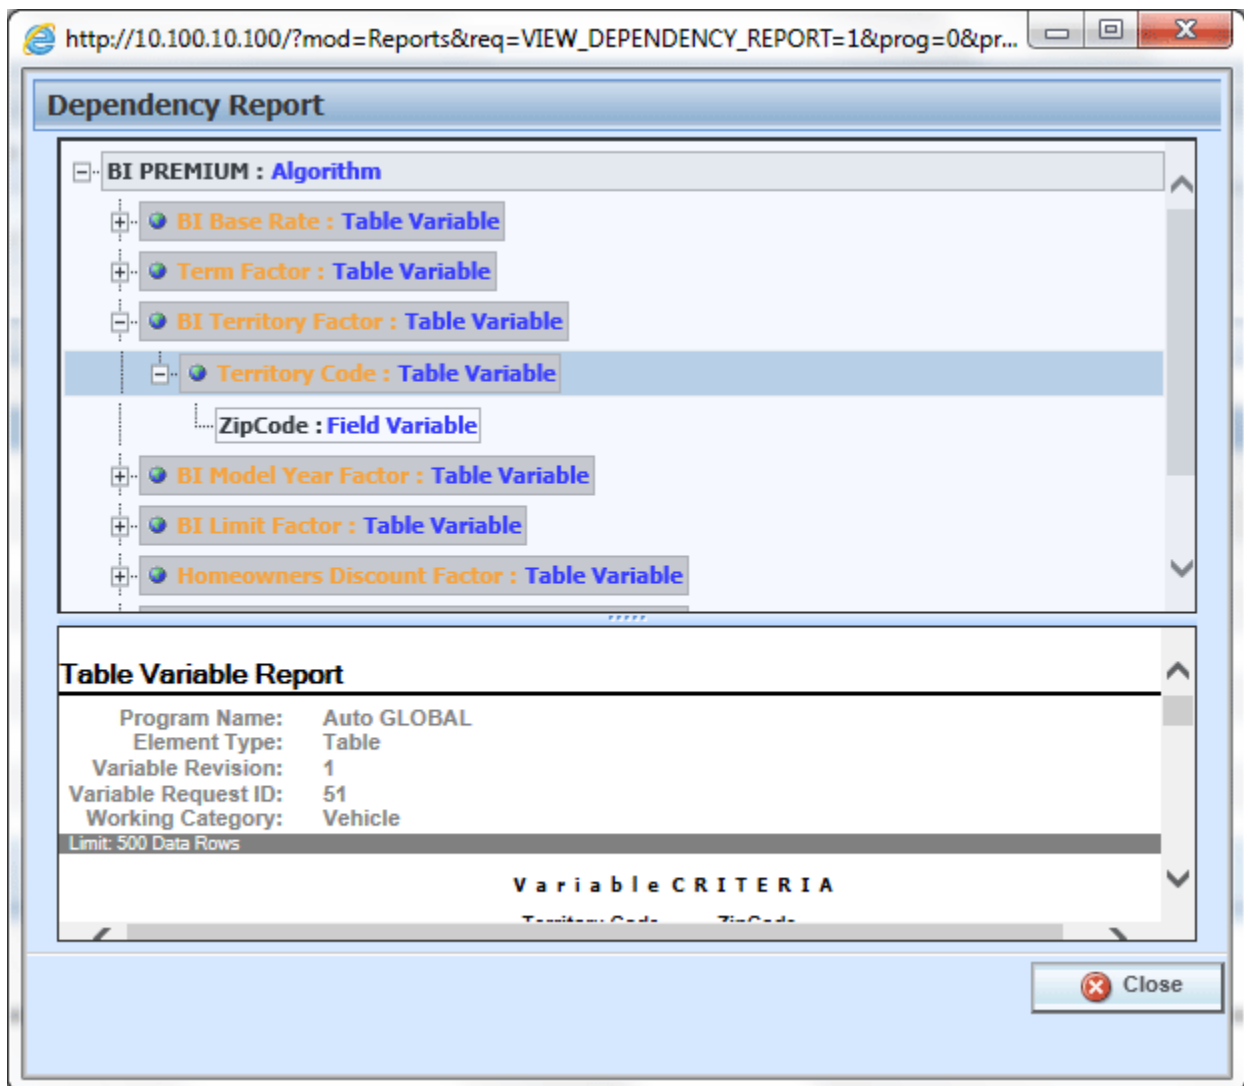 http://10.100.10.100/?mod=Reports&req=VIEW_DEPENDENCY_REPORT=1&prog=0&pr...
Dependency Report
BI PREMIUM : Algorithm
BI Base Rate : Table Variable
Term Factor : Table Variable
BI Territory Factor : Table Variable
Territory Code : Table Variable
ZipCode : Field Variable
BI Model Year Factor : Table Variable
BI Limit Factor : Table Variable
Homeowners Discount Factor : Table Variable
Table Variable Report
Program Name: Auto GLOBAL
Element Type: Table
Variable Revision: 1
Variable Request ID: 51
Working Category: Vehicle
Limit: 500 Data Rows
Variable CRITERIA
Territory Code ZipCode
Close